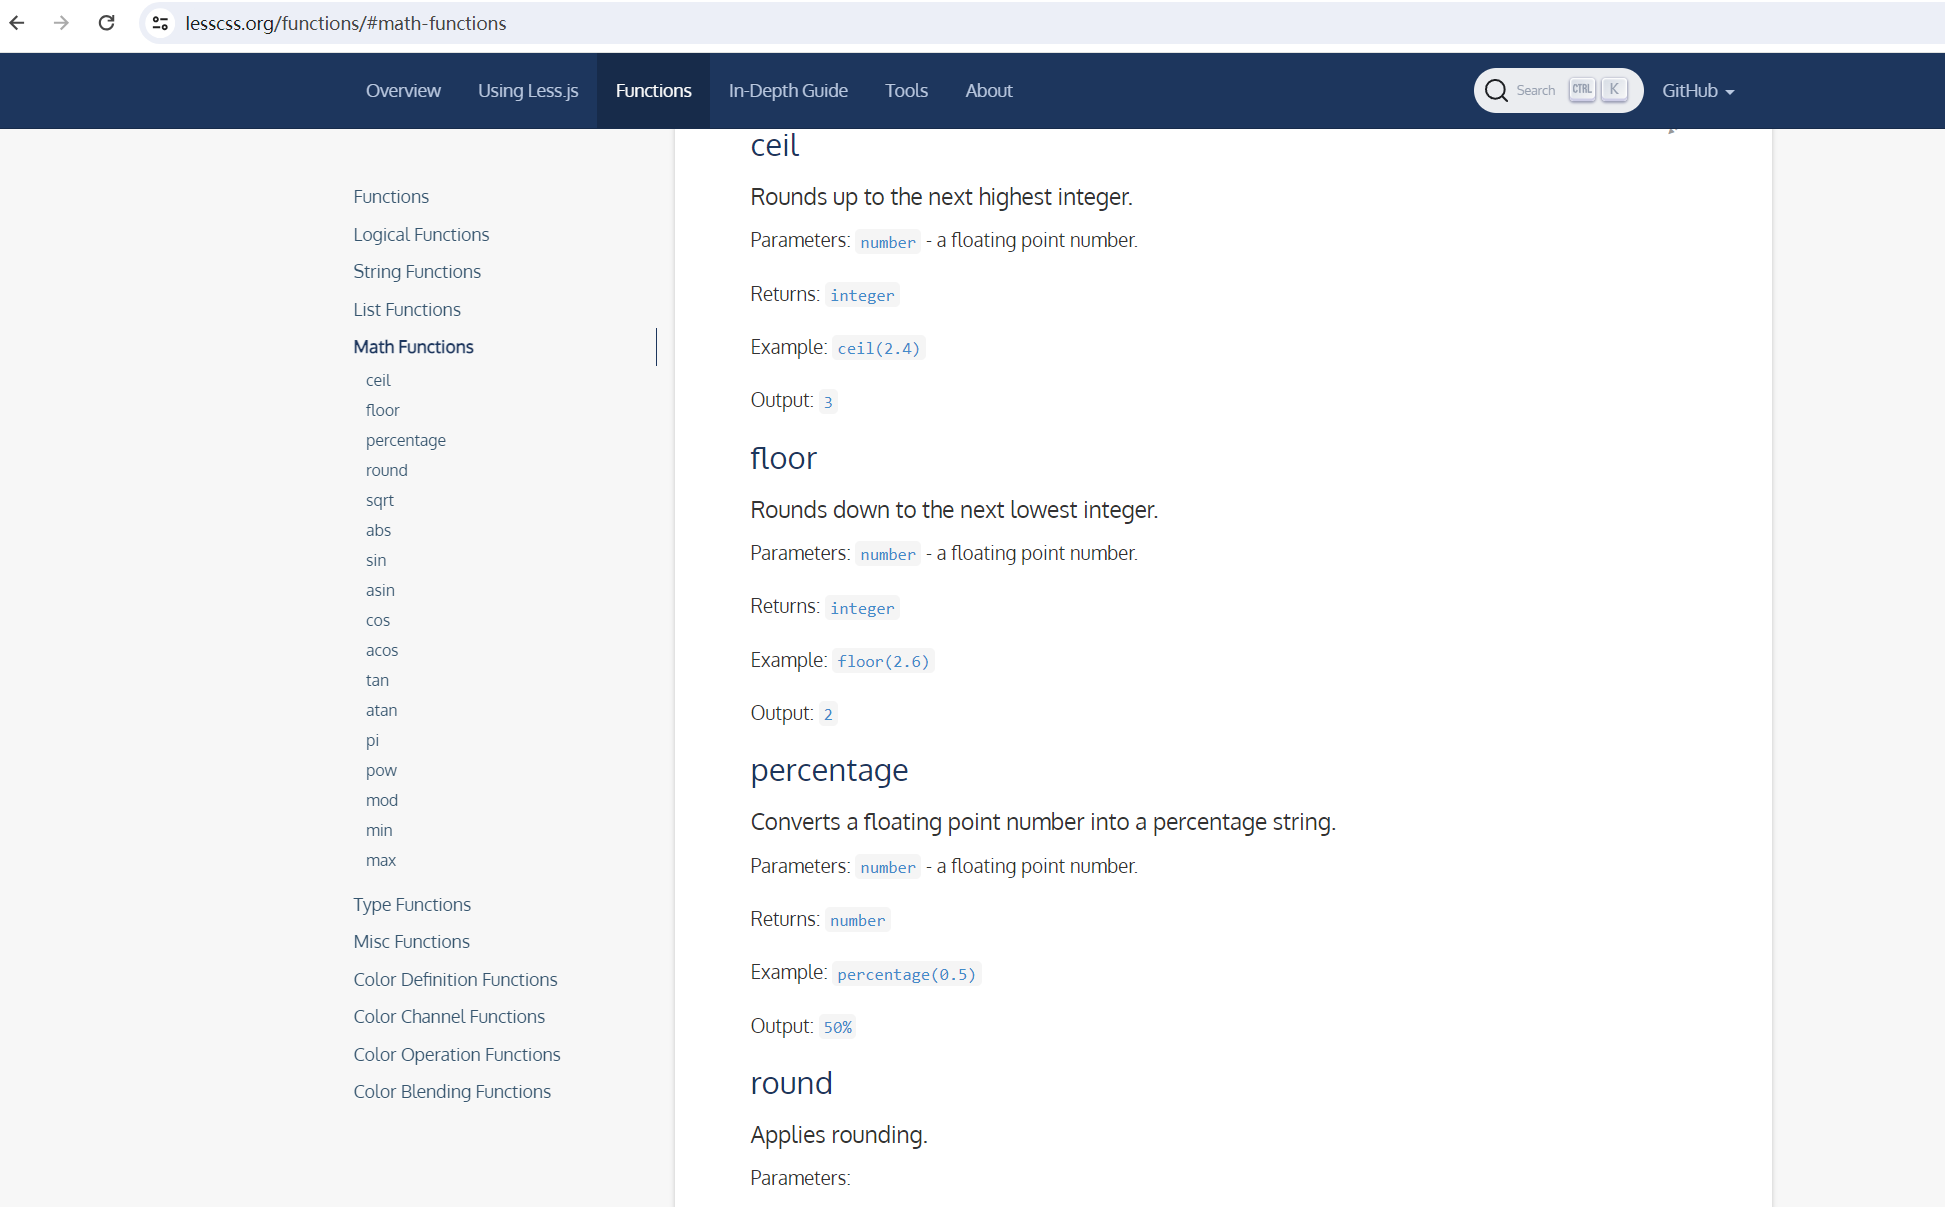 lesscss.org/functions/#math-functions
Overview Using Less.js Functions In-Depth Guide Tools About Search CTRL K GitHub
Functions
Logical Functions
String Functions
List Functions
Math Functions
ceil
floor
percentage
round
sqrt
abs
sin
asin
cos
acos
tan
atan
pi
pow
mod
min
max
Type Functions
Misc Functions
Color Definition Functions
Color Channel Functions
Color Operation Functions
Color Blending Functions
ceil
Rounds up to the next highest integer.
Parameters: number - a floating point number.
Returns: integer
Example: ceil(2.4)
Output: 3
floor
Rounds down to the next lowest integer.
Parameters: number - a floating point number.
Returns: integer
Example: floor(2.6)
Output: 2
percentage
Converts a floating point number into a percentage string.
Parameters: number - a floating point number.
Returns: number
Example: percentage(0.5)
Output: 50%
round
Applies rounding.
Parameters: